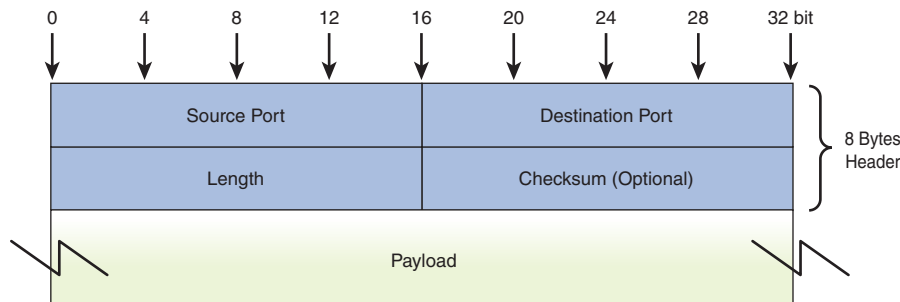 0 4 8 12 16 20 24 28 32 bit
Source Port Destination Port
8 Bytes
Header
Length Checksum (Optional)
Payload